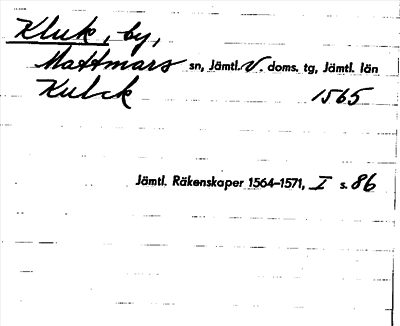 Kluk, by,
Mattmars sn, Jämtl. V. doms. tg, Jämtl. län
Kulck 1565
Jämtl. Räkenskaper 1564-1571, I s. 86